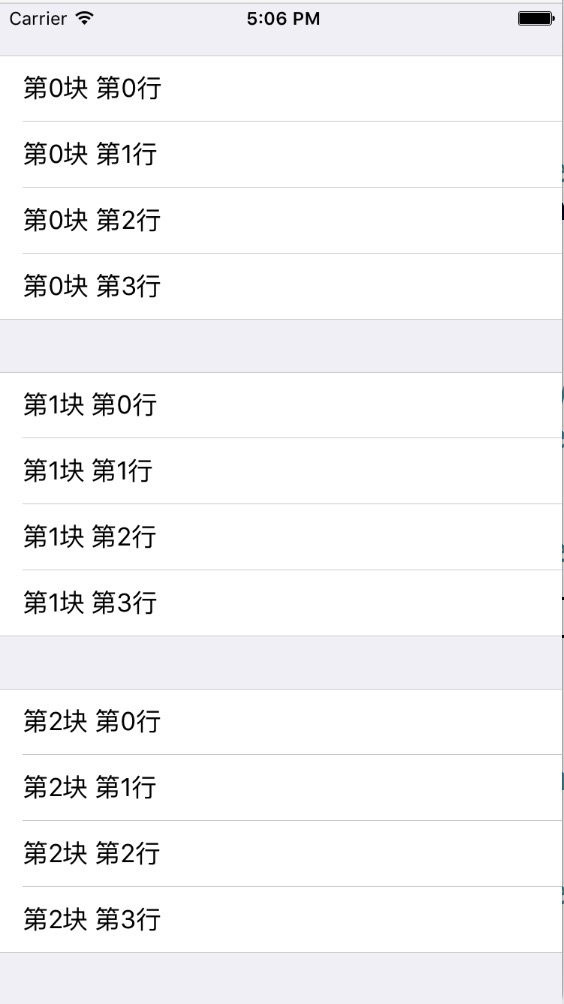 Carrier 5:06 PM
第0块 第0行
第0块 第1行
第0块 第2行
第0块 第3行
第1块 第0行
第1块 第1行
第1块 第2行
第1块 第3行
第2块 第0行
第2块 第1行
第2块 第2行
第2块 第3行